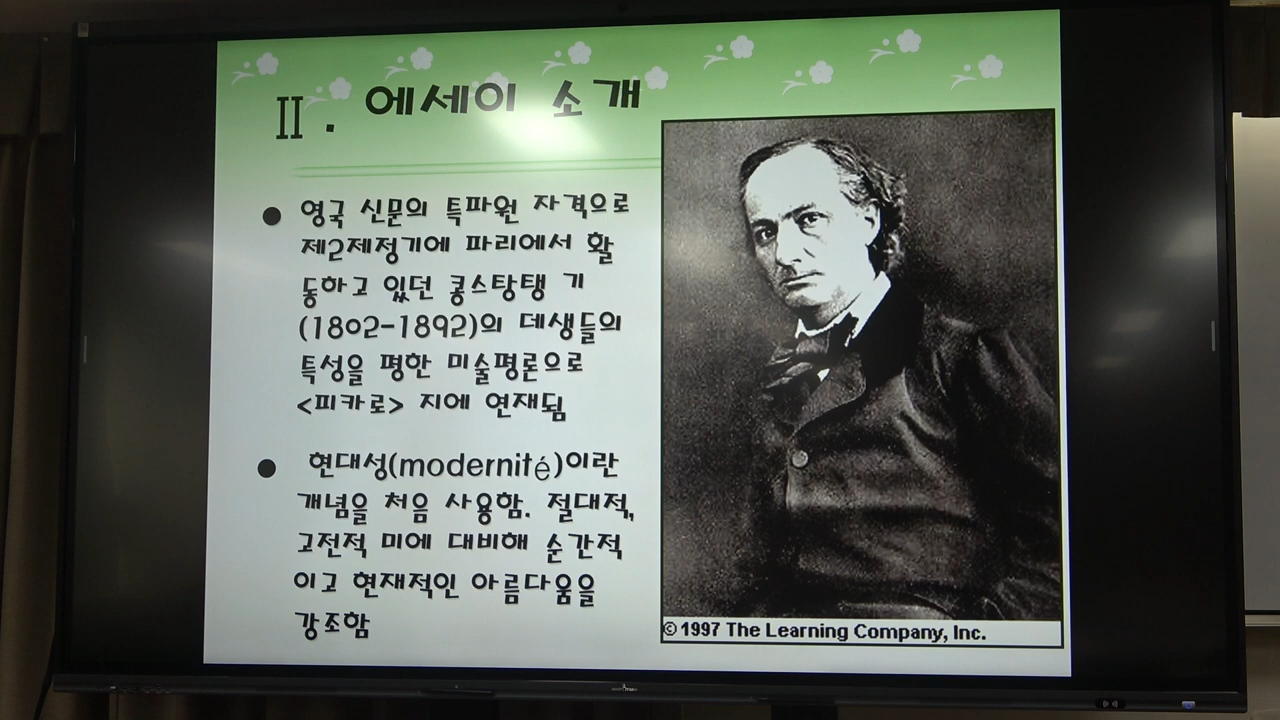 Ⅱ. 에세이 소개
● 영국 신문의 특파원 자격으로
제2제정기에 파리에서 활
동하고 있던 콩스탕탱 기
(1802-1892)의 데생들의
특성을 평한 미술평론으로
<피카로> 지에 연재됨
● 현대성(modernité)이란
개념을 처음 사용함. 절대적,
고전적 미에 대비해 순간적
이고 현재적인 아름다움을
강조함
© 1997 The Learning Company, Inc.